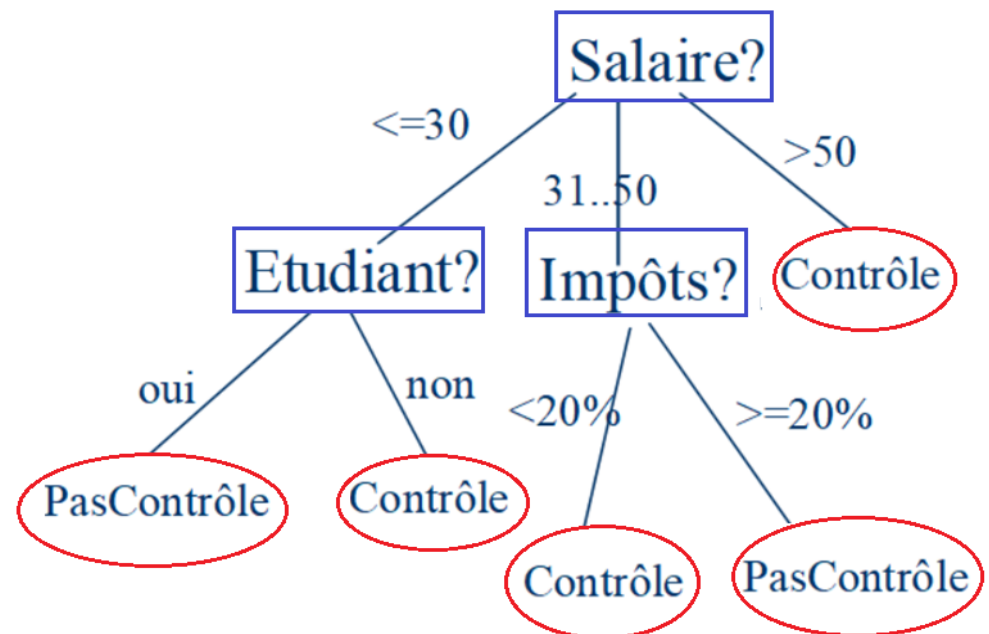 Salaire?
<=30
31..50
>50
Etudiant?
Impôts?
Contrôle
oui
non
<20%
>=20%
PasContrôle
Contrôle
Contrôle
PasContrôle